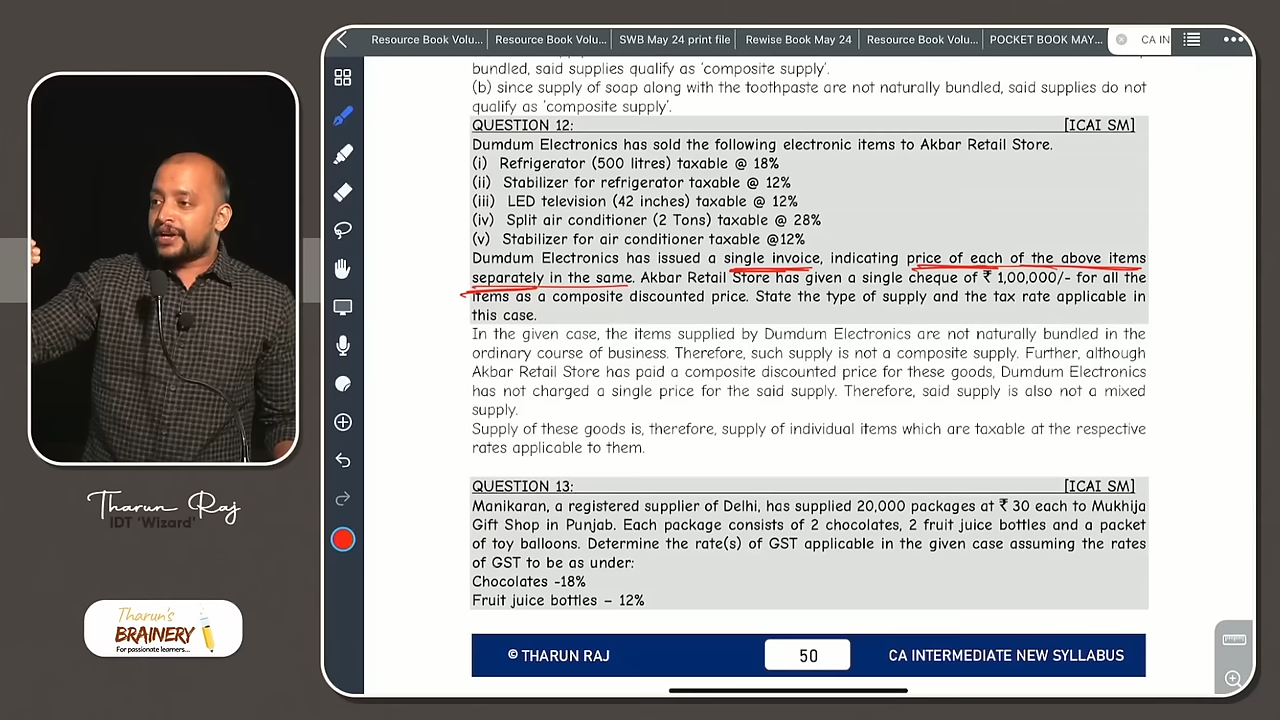 Resource Book Volu...
Resource Book Volu...
SWB May 24 print file
Rewise Book May 24
Resource Book Volu...
POCKET BOOK MAY...
CA IN
bundled, said supplies qualify as 'composite supply'.
(b) since supply of soap along with the toothpaste are not naturally bundled, said supplies do not
qualify as 'composite supply'.
QUESTION 12: [ICAI SM]
Dumdum Electronics has sold the following electronic items to Akbar Retail Store.
(i) Refrigerator (500 litres) taxable @ 18%
(ii) Stabilizer for refrigerator taxable @ 12%
(iii) LED television (42 inches) taxable @ 12%
(iv) Split air conditioner (2 Tons) taxable @ 28%
(v) Stabilizer for air conditioner taxable @12%
Dumdum Electronics has issued a single invoice, indicating price of each of the above items
separately in the same. Akbar Retail Store has given a single cheque of ₹ 1,00,000/- for all the
items as a composite discounted price. State the type of supply and the tax rate applicable in
this case.
In the given case, the items supplied by Dumdum Electronics are not naturally bundled in the
ordinary course of business. Therefore, such supply is not a composite supply. Further, although
Akbar Retail Store has paid a composite discounted price for these goods, Dumdum Electronics
has not charged a single price for the said supply. Therefore, said supply is also not a mixed
supply.
Supply of these goods is, therefore, supply of individual items which are taxable at the respective
rates applicable to them.
QUESTION 13: [ICAI SM]
Manikaran, a registered supplier of Delhi, has supplied 20,000 packages at ₹ 30 each to Mukhija
Gift Shop in Punjab. Each package consists of 2 chocolates, 2 fruit juice bottles and a packet
of toy balloons. Determine the rate(s) of GST applicable in the given case assuming the rates
of GST to be as under:
Chocolates -18%
Fruit juice bottles – 12%
© THARUN RAJ
50
CA INTERMEDIATE NEW SYLLABUS
Tharun Raj
IDT 'Wizard'
Tharun's
BRAINERY
For passionate learners...